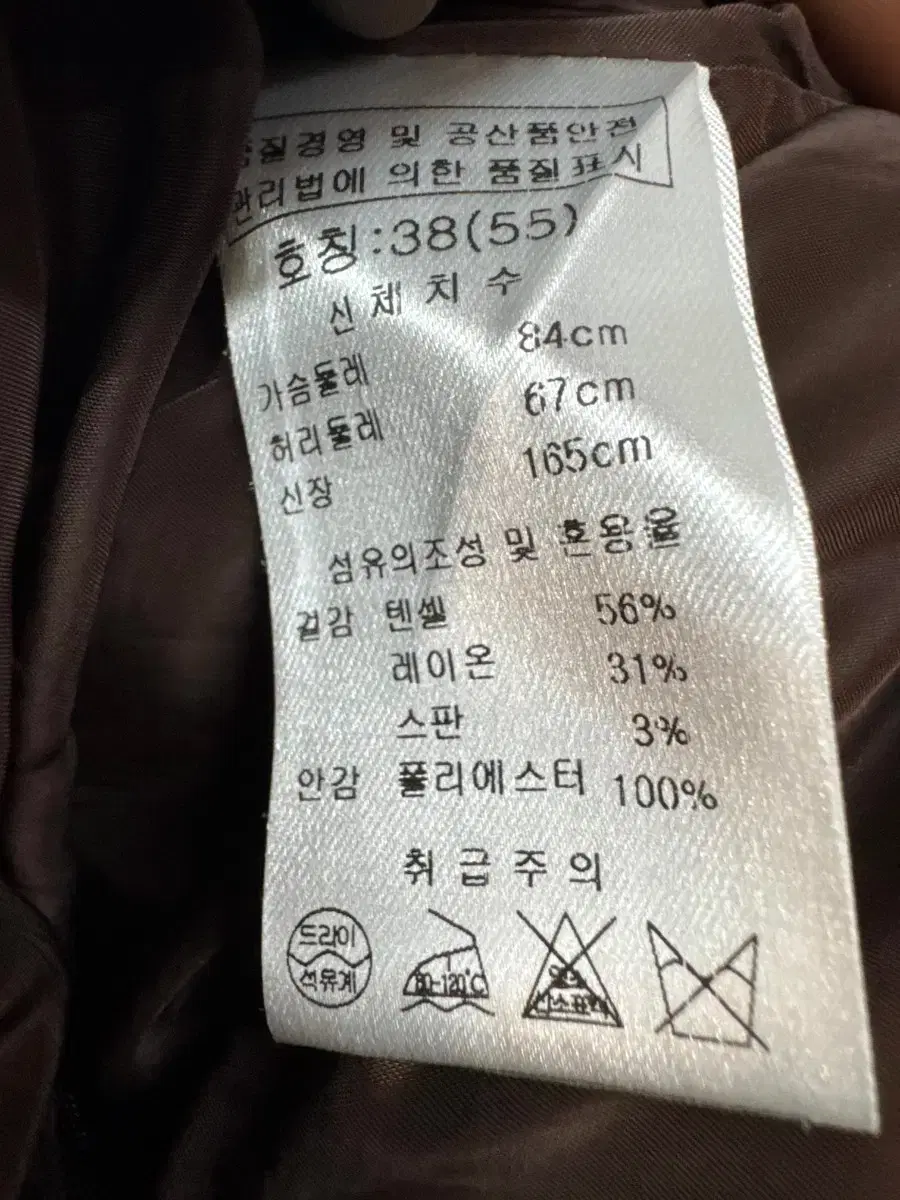 품질경영 및 공산품안전
관리법에 의한 품질표시
호칭:38(55)
신체치수
가슴둘레 84cm
허리둘레 67cm
신장 165cm
섬유의조성 및 혼용율
겉감 텐셀 56%
레이온 31%
스판 3%
안감 폴리에스터 100%
취급주의
드라이
석유계
80-120℃
산소표백